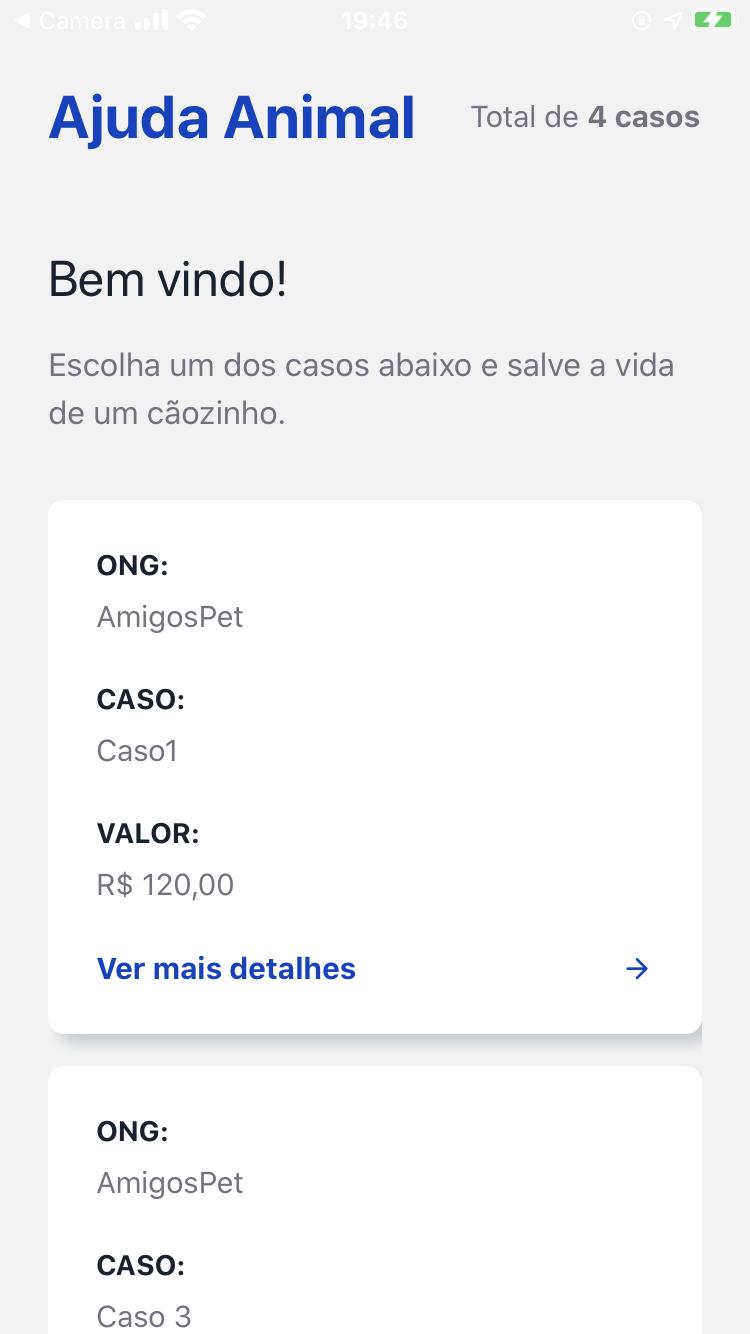 Camera
19:46
Ajuda Animal
Total de 4 casos
Bem vindo!
Escolha um dos casos abaixo e salve a vida
de um cãozinho.
ONG:
AmigosPet
CASO:
Caso1
VALOR:
R$ 120,00
Ver mais detalhes
ONG:
AmigosPet
CASO:
Caso 3